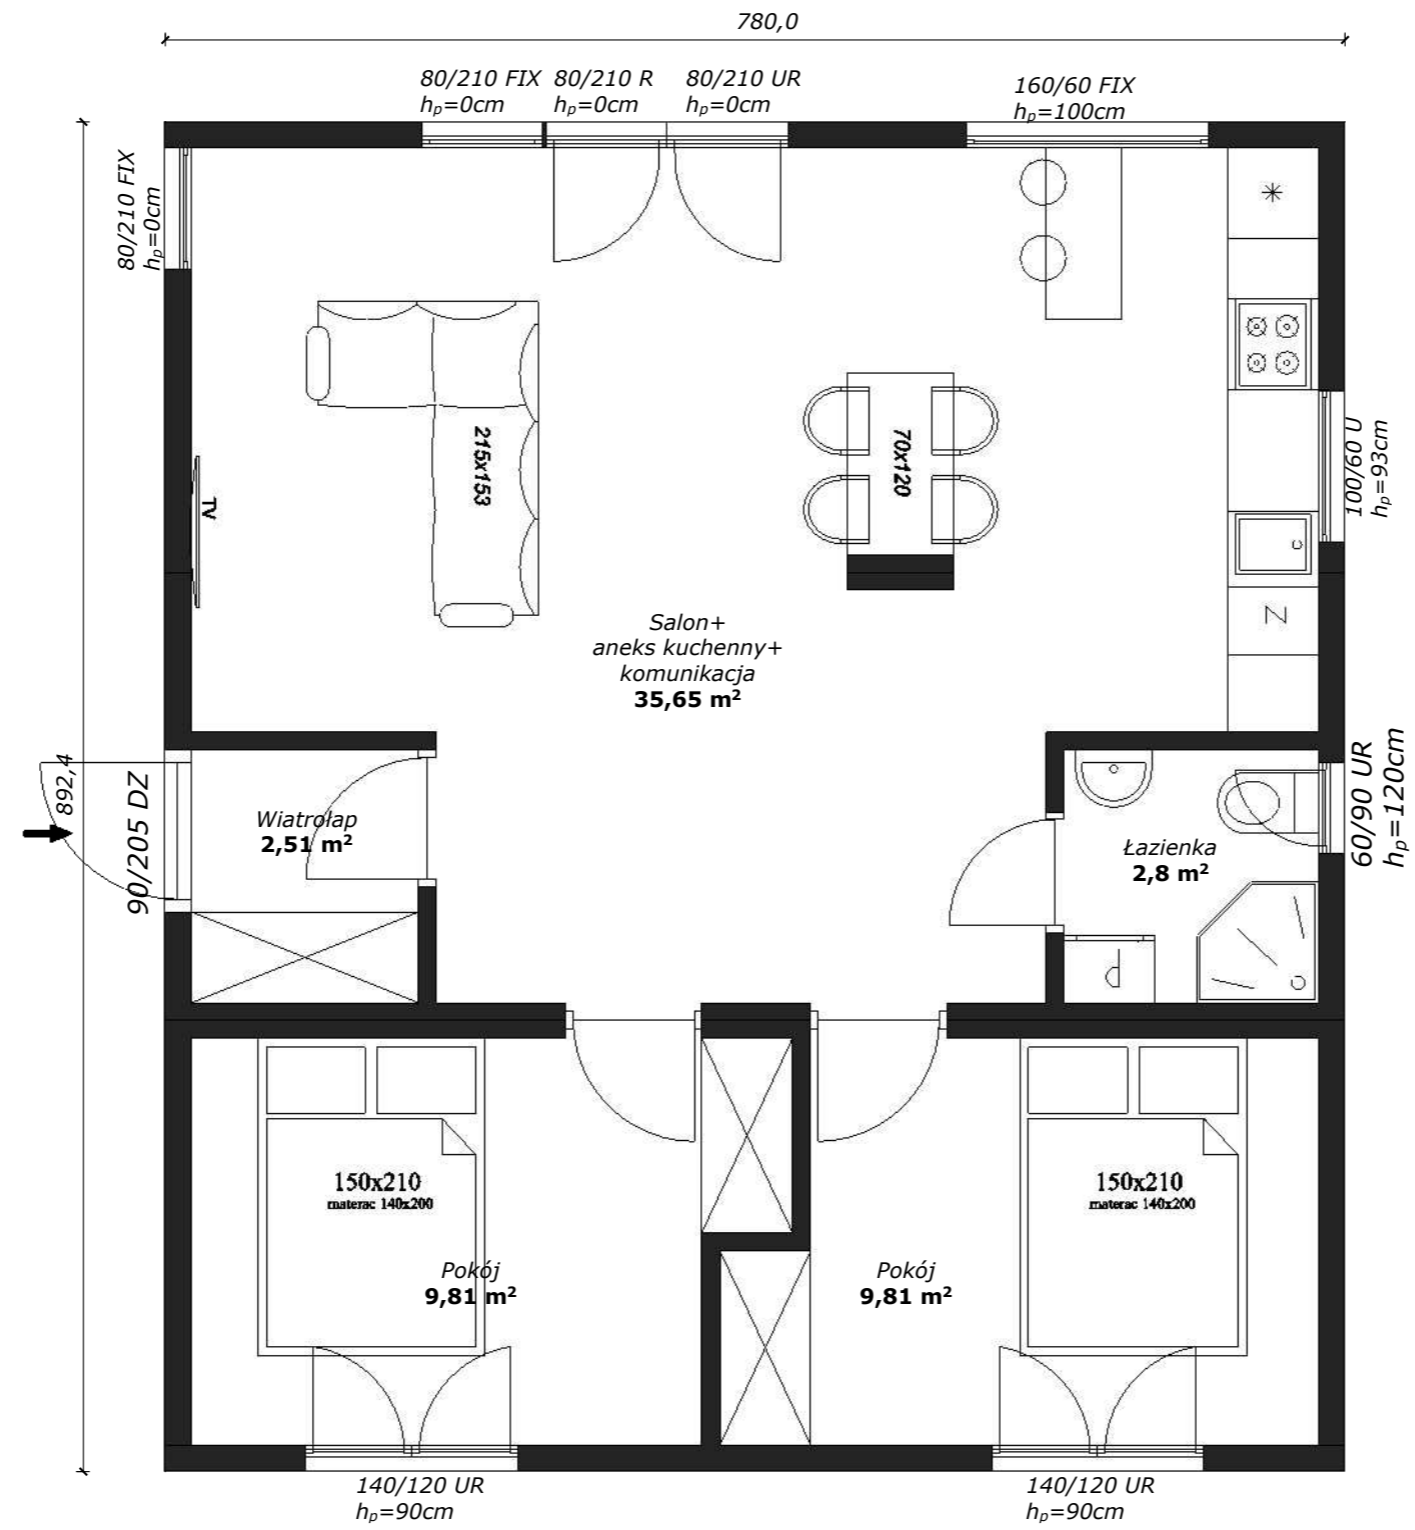 780,0
80/210 FIX
hₚ=0cm
80/210 R
hₚ=0cm
80/210 UR
hₚ=0cm
160/60 FIX
hₚ=100cm
80/210 FIX
hₚ=0cm
215x153
70x120
TV
100/60 U
hₚ=93cm
Z
Salon+
aneks kuchenny+
komunikacja
35,65 m²
892,4
90/205 DZ
Wiatrołap
2,51 m²
Łazienka
2,8 m²
60/90 UR
hₚ=120cm
150x210
materac 140x200
150x210
materac 140x200
Pokój
9,81 m²
Pokój
9,81 m²
140/120 UR
hₚ=90cm
140/120 UR
hₚ=90cm